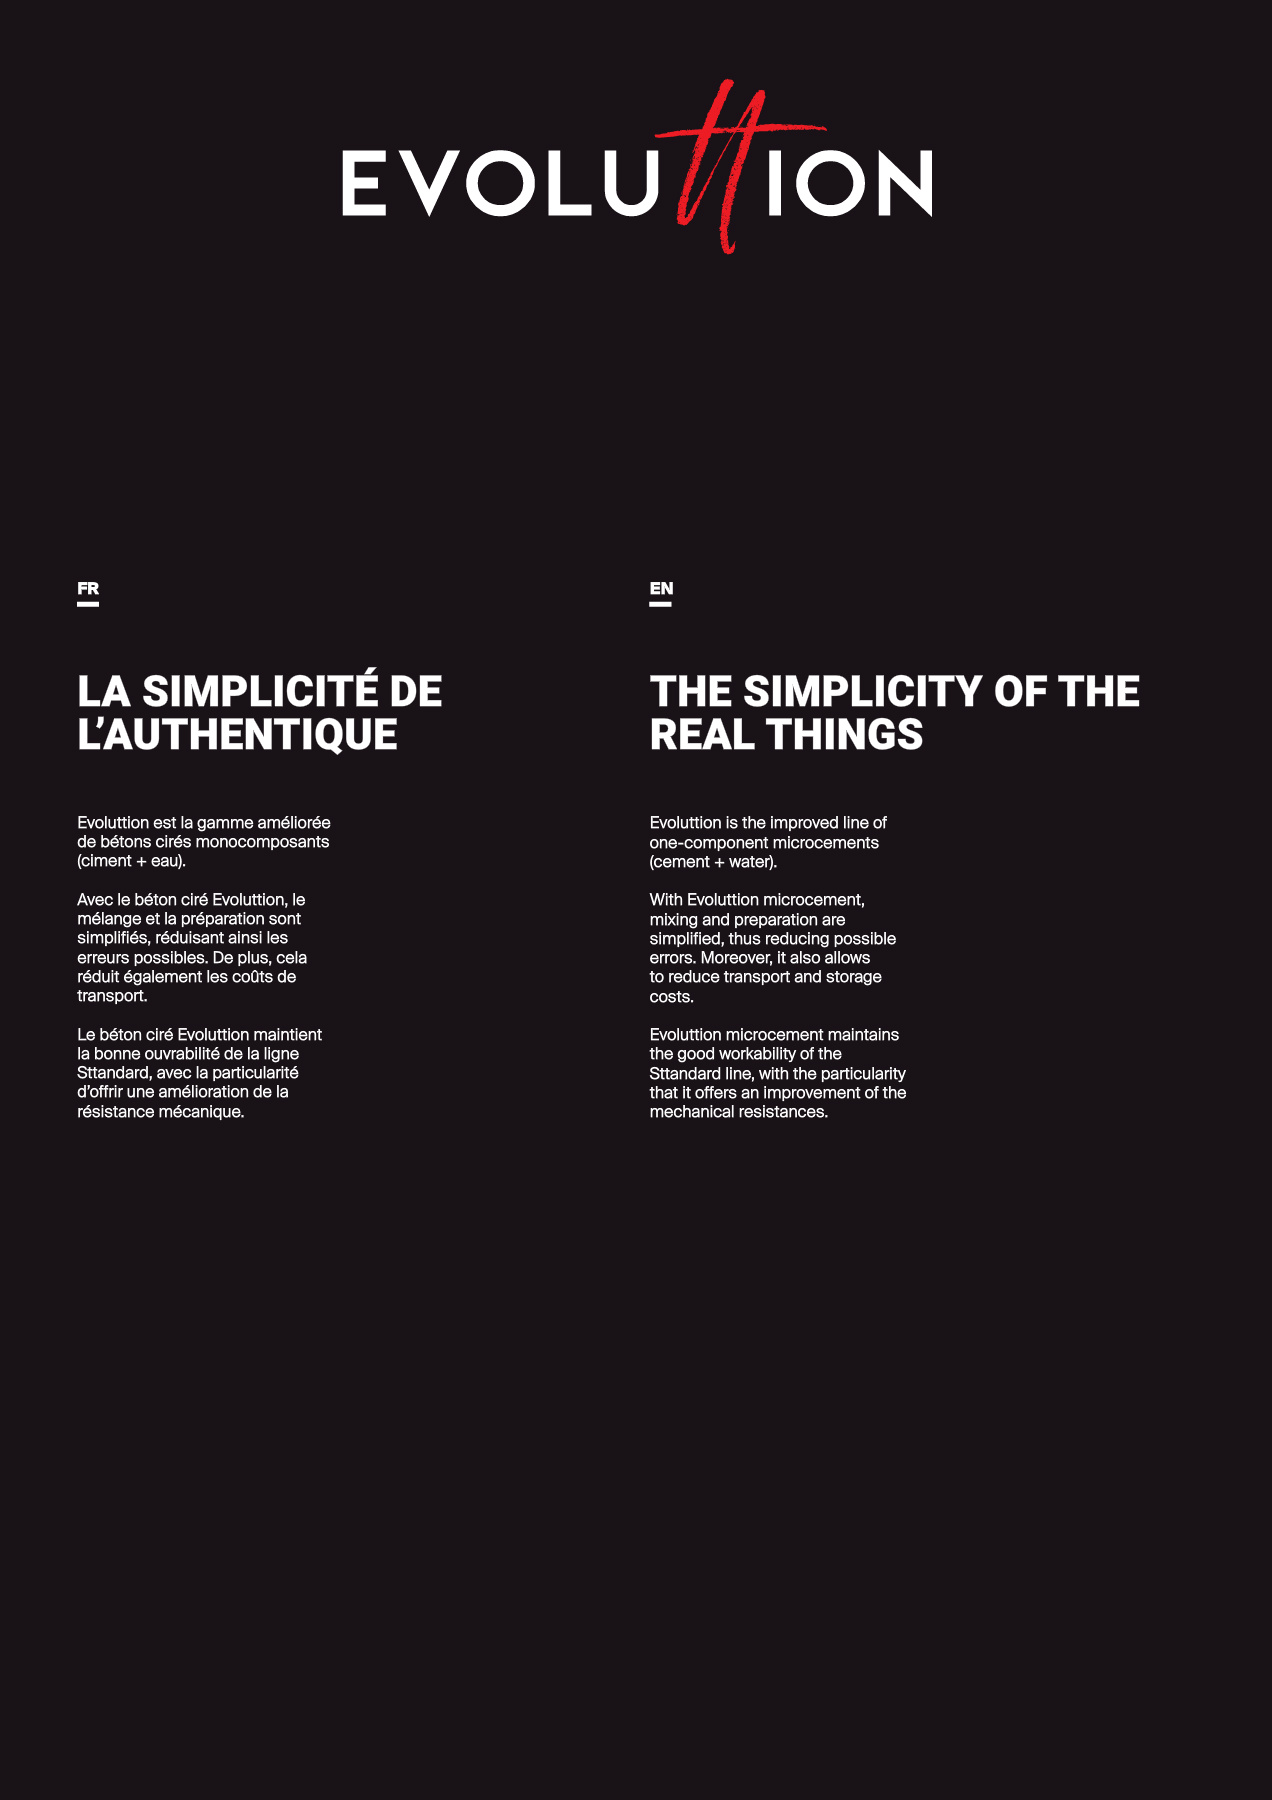 EVOLUTTION
FR
LA SIMPLICITÉ DE
L’AUTHENTIQUE
Evoluttion est la gamme améliorée
de bétons cirés monocomposants
(ciment + eau).
Avec le béton ciré Evoluttion, le
mélange et la préparation sont
simplifiés, réduisant ainsi les
erreurs possibles. De plus, cela
réduit également les coûts de
transport.
Le béton ciré Evoluttion maintient
la bonne ouvrabilité de la ligne
Sttandard, avec la particularité
d’offrir une amélioration de la
résistance mécanique.
EN
THE SIMPLICITY OF THE
REAL THINGS
Evoluttion is the improved line of
one-component microcements
(cement + water).
With Evoluttion microcement,
mixing and preparation are
simplified, thus reducing possible
errors. Moreover, it also allows
to reduce transport and storage
costs.
Evoluttion microcement maintains
the good workability of the
Sttandard line, with the particularity
that it offers an improvement of the
mechanical resistances.